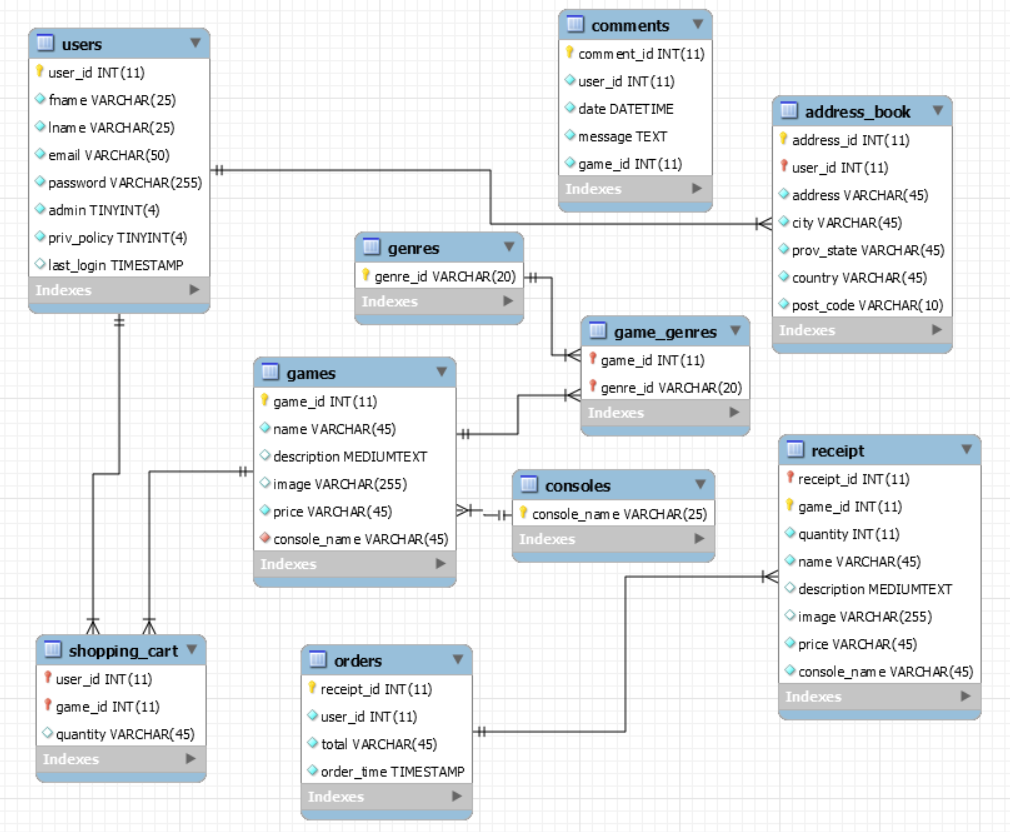 users
user_id INT(11)
fname VARCHAR(25)
lname VARCHAR(25)
email VARCHAR(50)
password VARCHAR(255)
admin TINYINT(4)
priv_policy TINYINT(4)
last_login TIMESTAMP
Indexes
comments
comment_id INT(11)
user_id INT(11)
date DATETIME
message TEXT
game_id INT(11)
Indexes
address_book
address_id INT(11)
user_id INT(11)
address VARCHAR(45)
city VARCHAR(45)
prov_state VARCHAR(45)
country VARCHAR(45)
post_code VARCHAR(10)
Indexes
genres
genre_id VARCHAR(20)
Indexes
game_genres
game_id INT(11)
genre_id VARCHAR(20)
Indexes
games
game_id INT(11)
name VARCHAR(45)
description MEDIUMTEXT
image VARCHAR(255)
price VARCHAR(45)
console_name VARCHAR(45)
Indexes
consoles
console_name VARCHAR(25)
Indexes
receipt
receipt_id INT(11)
game_id INT(11)
quantity INT(11)
name VARCHAR(45)
description MEDIUMTEXT
image VARCHAR(255)
price VARCHAR(45)
console_name VARCHAR(45)
Indexes
shopping_cart
user_id INT(11)
game_id INT(11)
quantity VARCHAR(45)
Indexes
orders
receipt_id INT(11)
user_id INT(11)
total VARCHAR(45)
order_time TIMESTAMP
Indexes